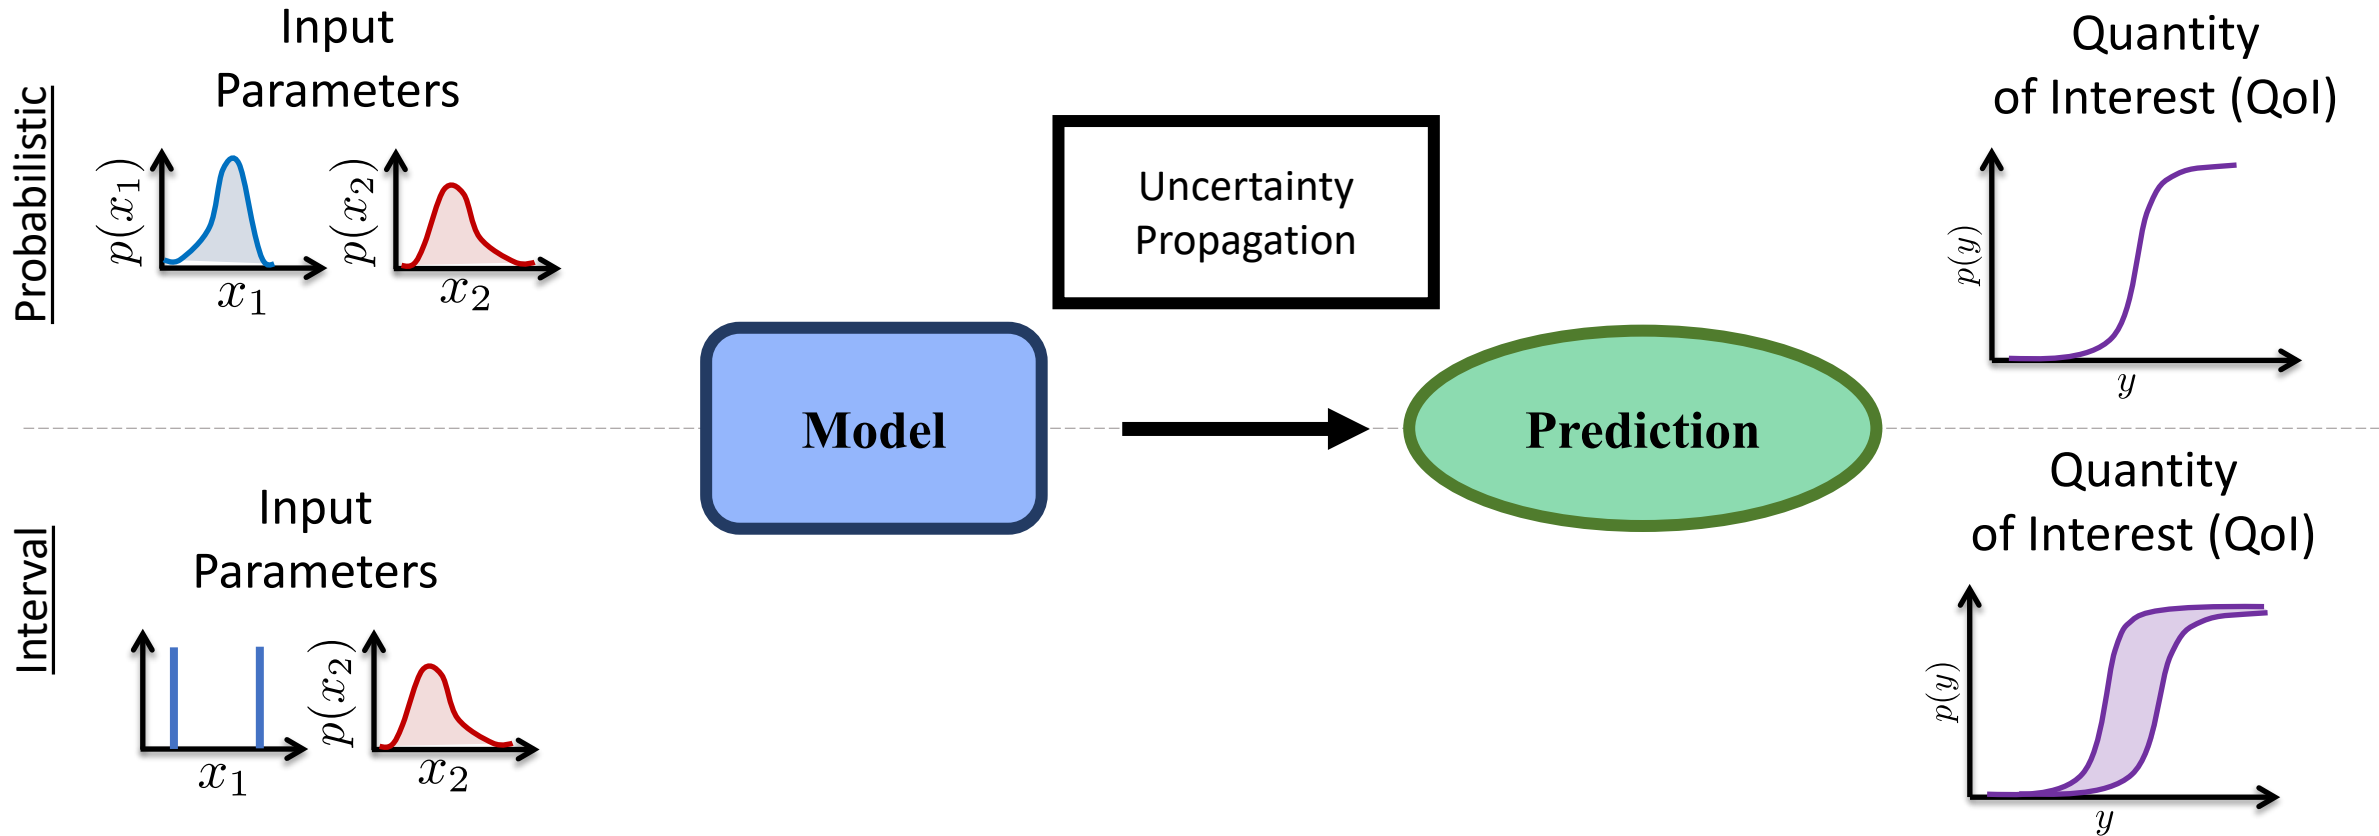 Probabilistic
Input
Parameters
p(x₁)
x₁
p(x₂)
x₂
Uncertainty
Propagation
Model
Prediction
Quantity
of Interest (QoI)
p(y)
y
Interval
Input
Parameters
x₁
p(x₂)
x₂
Quantity
of Interest (QoI)
p(y)
y